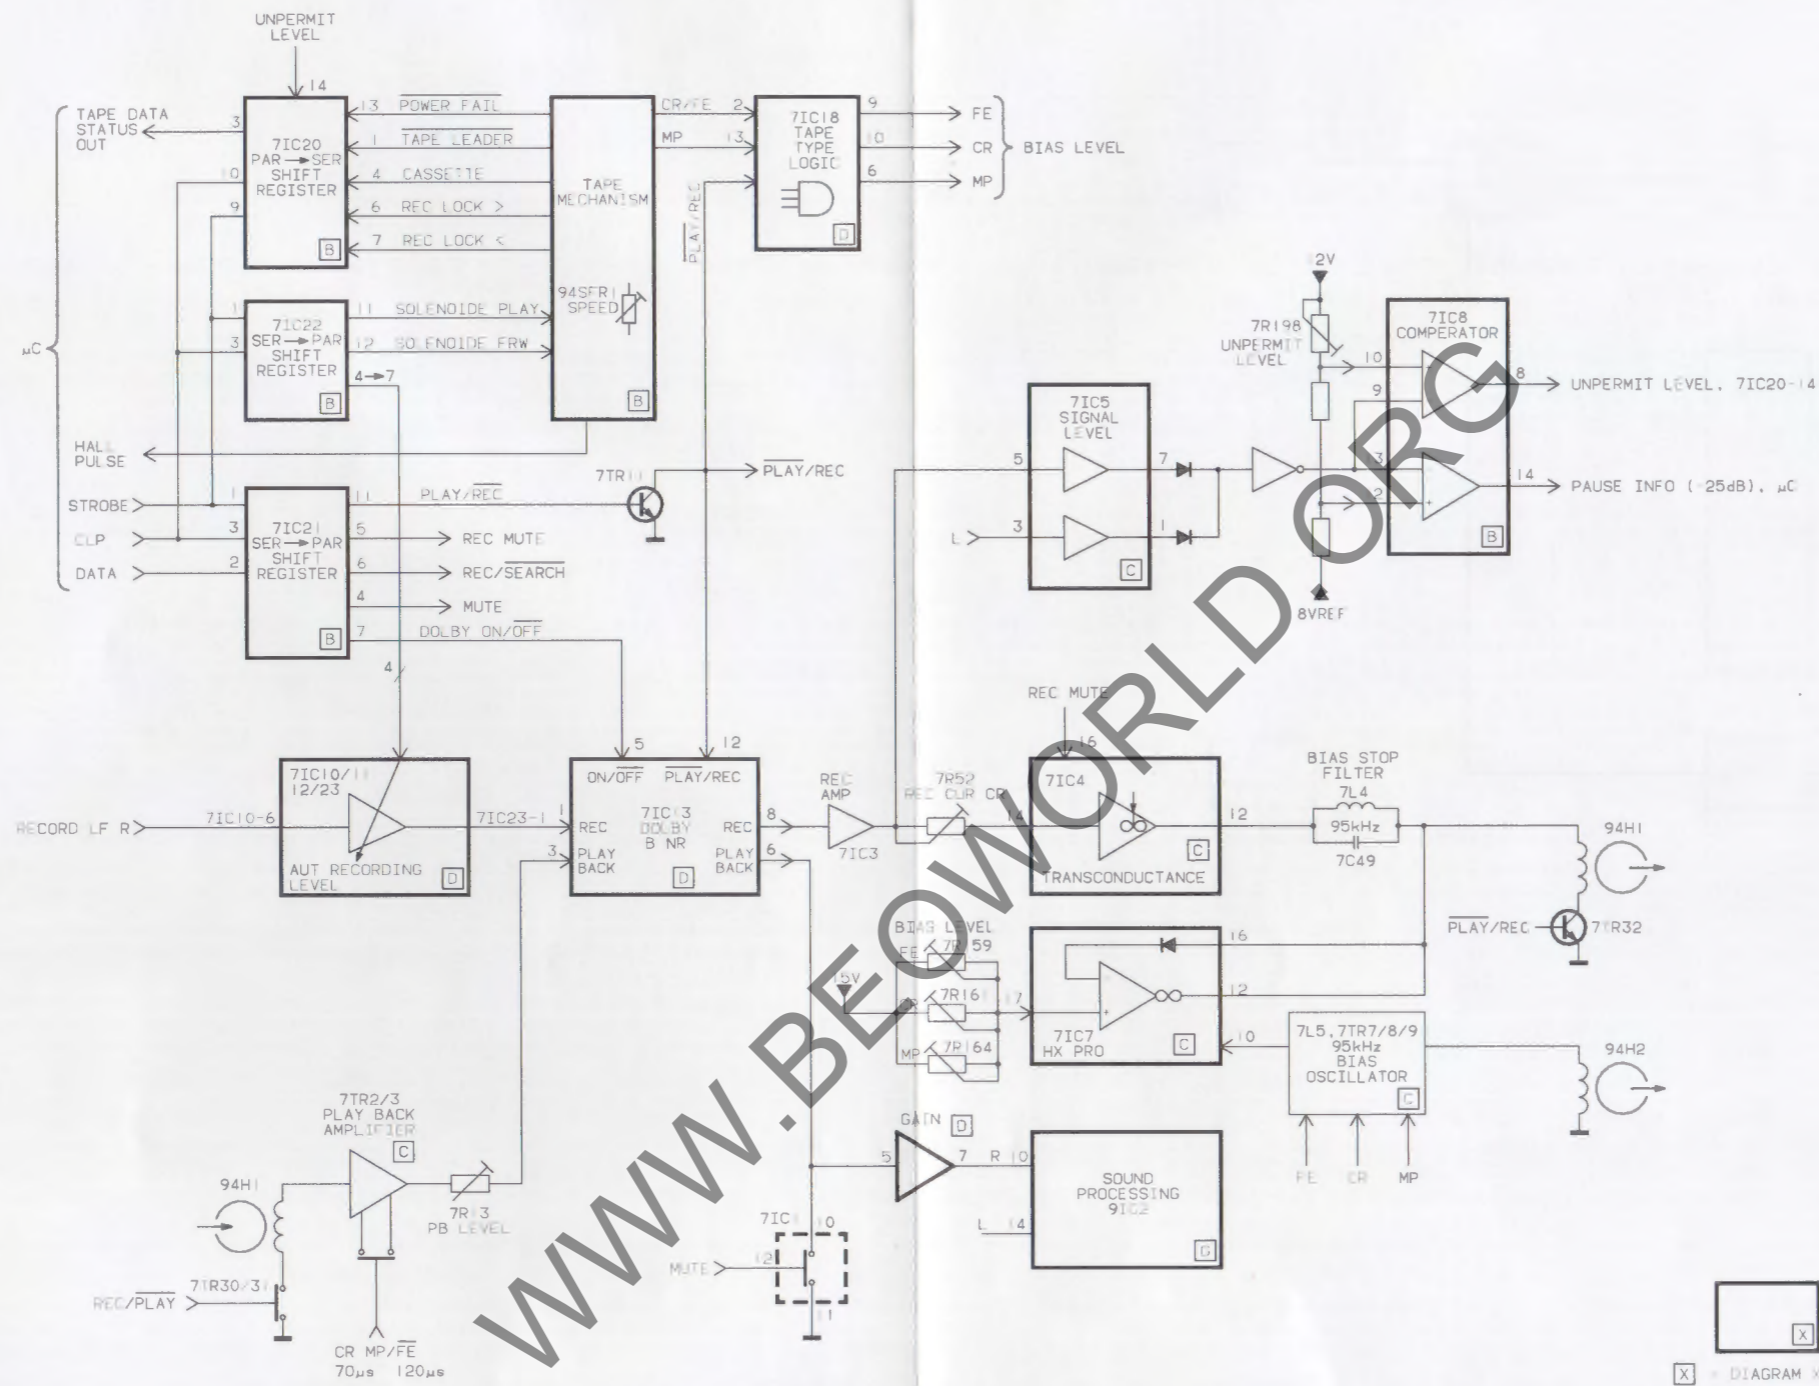 UNPERMIT
LEVEL
14
TAPE DATA
STATUS
OUT
3
10
9
7IC20
PAR → SER
SHIFT
REGISTER
B
13 POWER FAIL
1 TAPE LEADER
4 CASSETTE
6 REC LOCK >
7 REC LOCK <
TAPE
MECHANISM
94SFR1
SPEED
B
CR/FE 2
MP 13
PLAY/REC
7IC18
TAPE
TYPE
LOGIC
D
9 FE
10 CR
6 MP
BIAS LEVEL
µC
1
3
7IC22
SER → PAR
SHIFT
REGISTER
B
11 SOLENOIDE PLAY
12 SOLENOIDE FRW
4→7
HALL
PULSE
STROBE
CLP
DATA
1
3
2
7IC21
SER → PAR
SHIFT
REGISTER
B
11 PLAY/REC
5 REC MUTE
6 REC/SEARCH
4 MUTE
7 DOLBY ON/OFF
4
7TR11
PLAY/REC
7IC5
SIGNAL
LEVEL
C
5
L 3
7
1
7R198
UNPERMIT
LEVEL
8VREF
7IC8
COMPERATOR
B
10
9
13
8 UNPERMIT LEVEL, 7IC20-14
14 PAUSE INFO (-25dB), µC
RECORD LF R
7IC10-6
7IC10/11
12/23
AUT RECORDING
LEVEL
D
7IC23-1
5
12
ON/OFF PLAY/REC
7IC13
DOLBY
B NR
D
1 REC
3 PLAY
BACK
REC 8
PLAY 6
BACK
REC
AMP
7IC3
7R52
REC CUR CR
14
REC MUTE
16
7IC4
C
TRANSCONDUCTANCE
12
BIAS STOP
FILTER
7L4
95kHz
7C49
94H1
PLAY/REC
7TR32
BIAS LEVEL
FE 7R159
15V
7R161
MP 7R164
17
7IC7
HX PRO
C
16
12
10
7L5,7TR7/8/9
95kHz
BIAS
OSCILLATOR
C
FE CR MP
94H2
7TR2/3
PLAY BACK
AMPLIFIER
C
94H1
7R13
PB LEVEL
7TR30/31
REC/PLAY
CR MP/FE
70µs 120µs
GAIN D
5
7 R 10
L 14
SOUND
PROCESSING
9IC2
G
10
MUTE 12
11
X
X = DIAGRAM X
WWW.BEOWORLD.ORG